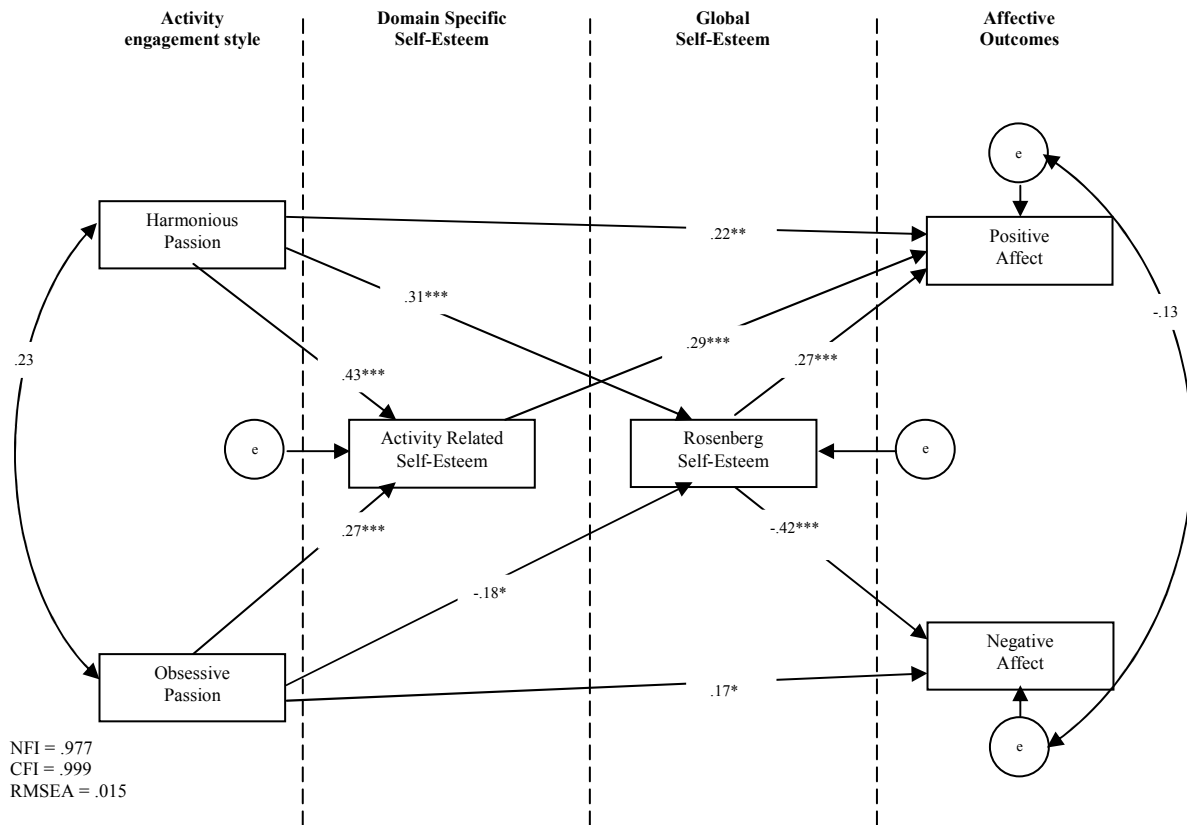 Activity
engagement style
Domain Specific
Self-Esteem
Global
Self-Esteem
Affective
Outcomes
e
Harmonious
Passion
.22**
Positive
Affect
.31***
-.13
.23
.29***
.27***
.43***
e
Activity Related
Self-Esteem
Rosenberg
Self-Esteem
e
.27***
-.42***
-.18*
Obsessive
Passion
.17*
Negative
Affect
e
NFI = .977
CFI = .999
RMSEA = .015